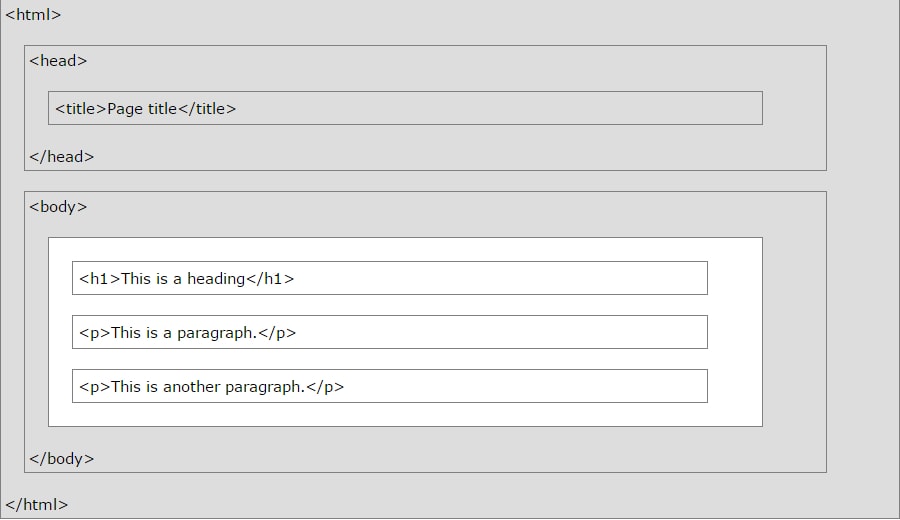 <html>
<head>
<title>Page title</title>
</head>
<body>
<h1>This is a heading</h1>
<p>This is a paragraph.</p>
<p>This is another paragraph.</p>
</body>
</html>